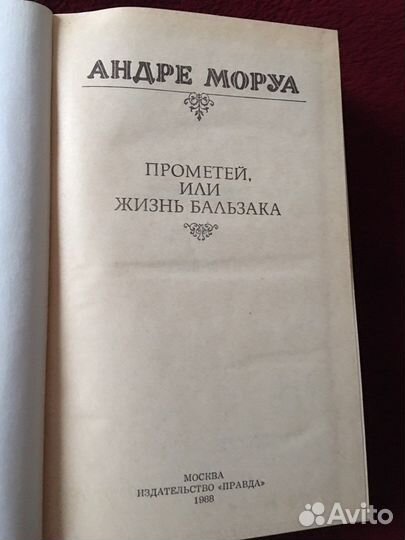 АНДРЕ МОРУА
ПРОМЕТЕЙ,
ИЛИ
ЖИЗНЬ БАЛЬЗАКА
МОСКВА
ИЗДАТЕЛЬСТВО «ПРАВДА»
1988
Avito